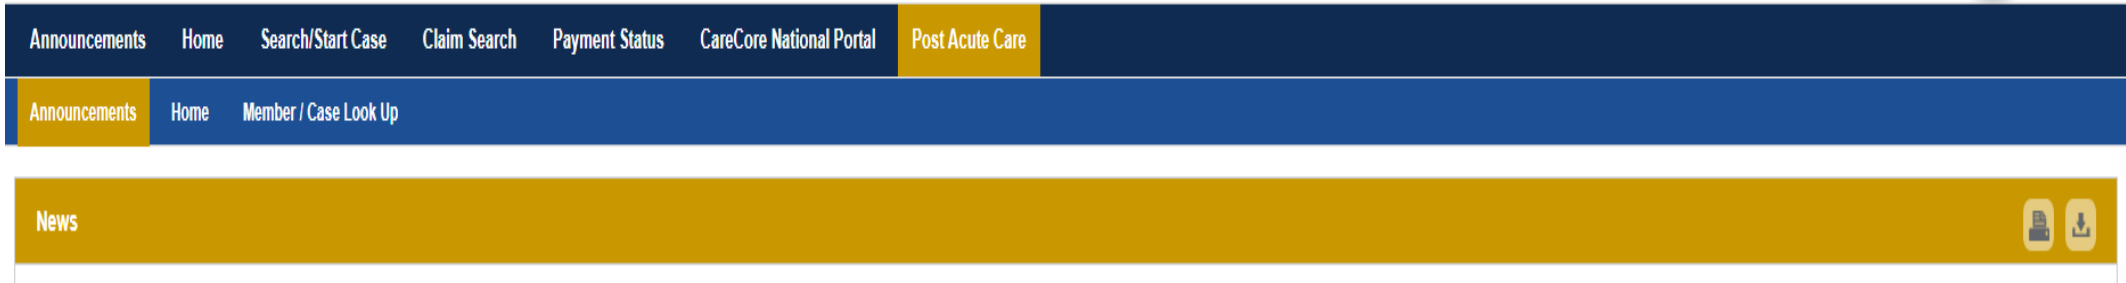 Announcements Home Search/Start Case Claim Search Payment Status CareCore National Portal Post Acute Care
Announcements Home Member / Case Look Up
News